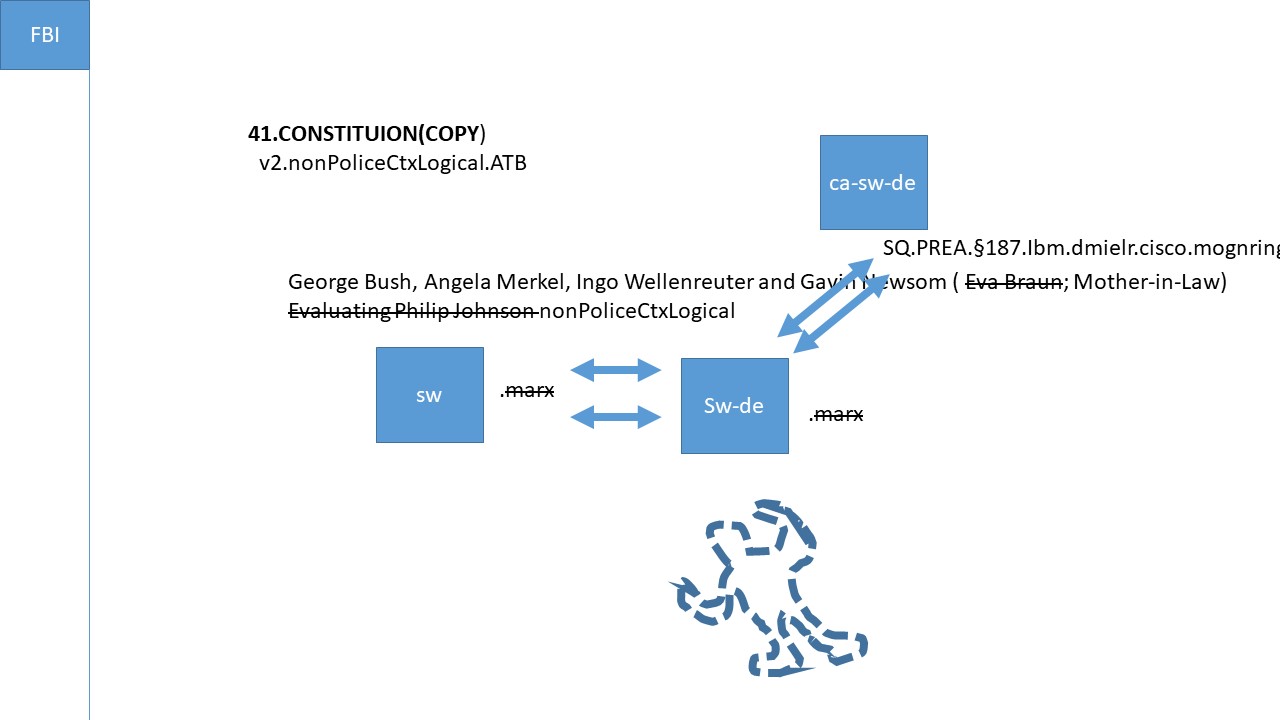 FBI
41.CONSTITUION(COPY)
v2.nonPoliceCtxLogical.ATB
ca-sw-de
SQ.PREA.§187.Ibm.dmielr.cisco.mognring
George Bush, Angela Merkel, Ingo Wellenreuter and Gavin Newsom ( Eva Braun; Mother-in-Law)
Evaluating Philip Johnson nonPoliceCtxLogical
sw
.marx
Sw-de
.marx